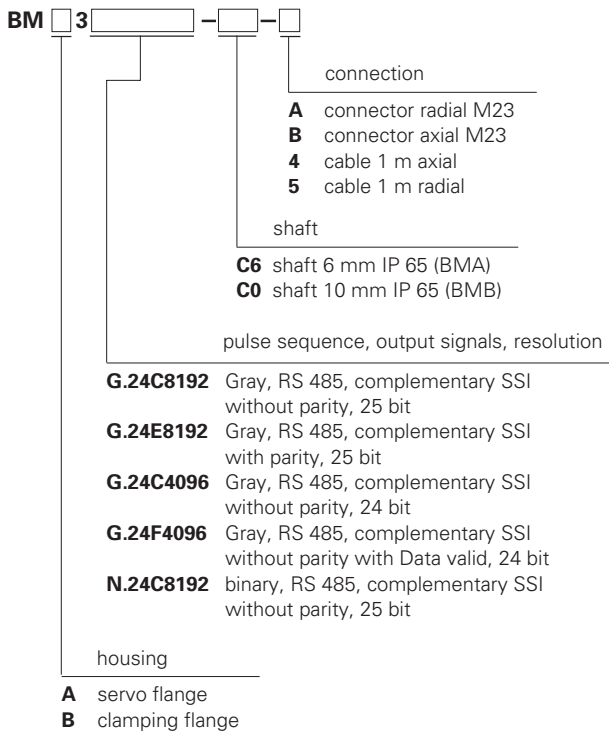 BM 3 – –
connection
A connector radial M23
B connector axial M23
4 cable 1 m axial
5 cable 1 m radial
shaft
C6 shaft 6 mm IP 65 (BMA)
C0 shaft 10 mm IP 65 (BMB)
pulse sequence, output signals, resolution
G.24C8192 Gray, RS 485, complementary SSI
without parity, 25 bit
G.24E8192 Gray, RS 485, complementary SSI
with parity, 25 bit
G.24C4096 Gray, RS 485, complementary SSI
without parity, 24 bit
G.24F4096 Gray, RS 485, complementary SSI
without parity with Data valid, 24 bit
N.24C8192 binary, RS 485, complementary SSI
without parity, 25 bit
housing
A servo flange
B clamping flange